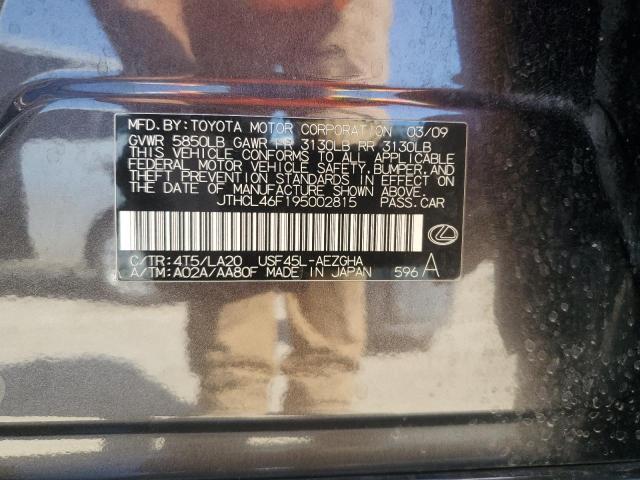 MFD.BY:TOYOTA MOTOR CORPORATION 03/09
GVWR 5850LB GAWR FR 3130LB RR 3130LB
THIS VEHICLE CONFORMS TO ALL APPLICABLE
FEDERAL MOTOR VEHICLE SAFETY,BUMPER,AND
THEFT PREVENTION STANDARDS IN EFFECT ON
THE DATE OF MANUFACTURE SHOWN ABOVE.
JTHCL46F195002815 PASS.CAR
C/TR:4T5/LA20 USF45L-AEZGHA
A/TM:A02A/AA80F MADE IN JAPAN 596 A